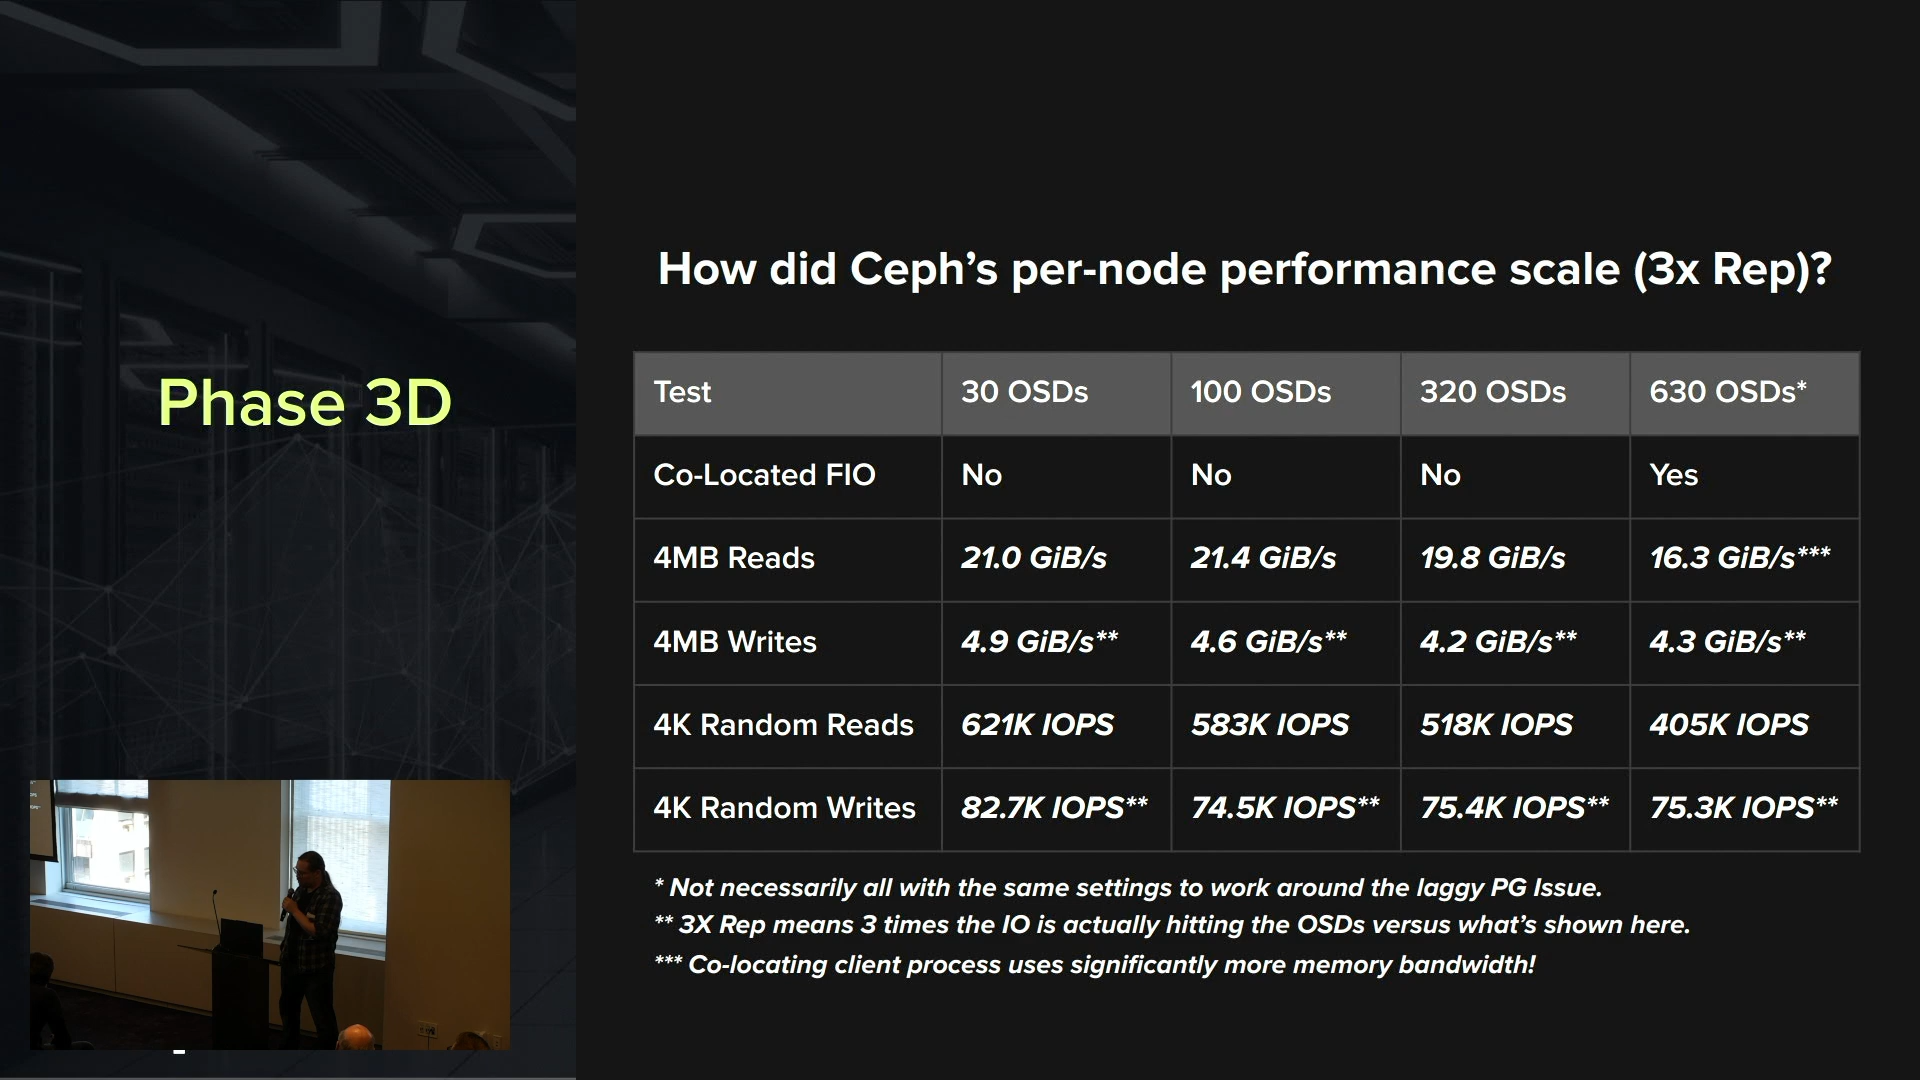 Phase 3D
How did Ceph's per-node performance scale (3x Rep)?
Test 30 OSDs 100 OSDs 320 OSDs 630 OSDs*
Co-Located FIO No No No Yes
4MB Reads 21.0 GiB/s 21.4 GiB/s 19.8 GiB/s 16.3 GiB/s***
4MB Writes 4.9 GiB/s** 4.6 GiB/s** 4.2 GiB/s** 4.3 GiB/s**
4K Random Reads 621K IOPS 583K IOPS 518K IOPS 405K IOPS
4K Random Writes 82.7K IOPS** 74.5K IOPS** 75.4K IOPS** 75.3K IOPS**
* Not necessarily all with the same settings to work around the laggy PG Issue.
** 3X Rep means 3 times the IO is actually hitting the OSDs versus what's shown here.
*** Co-locating client process uses significantly more memory bandwidth!